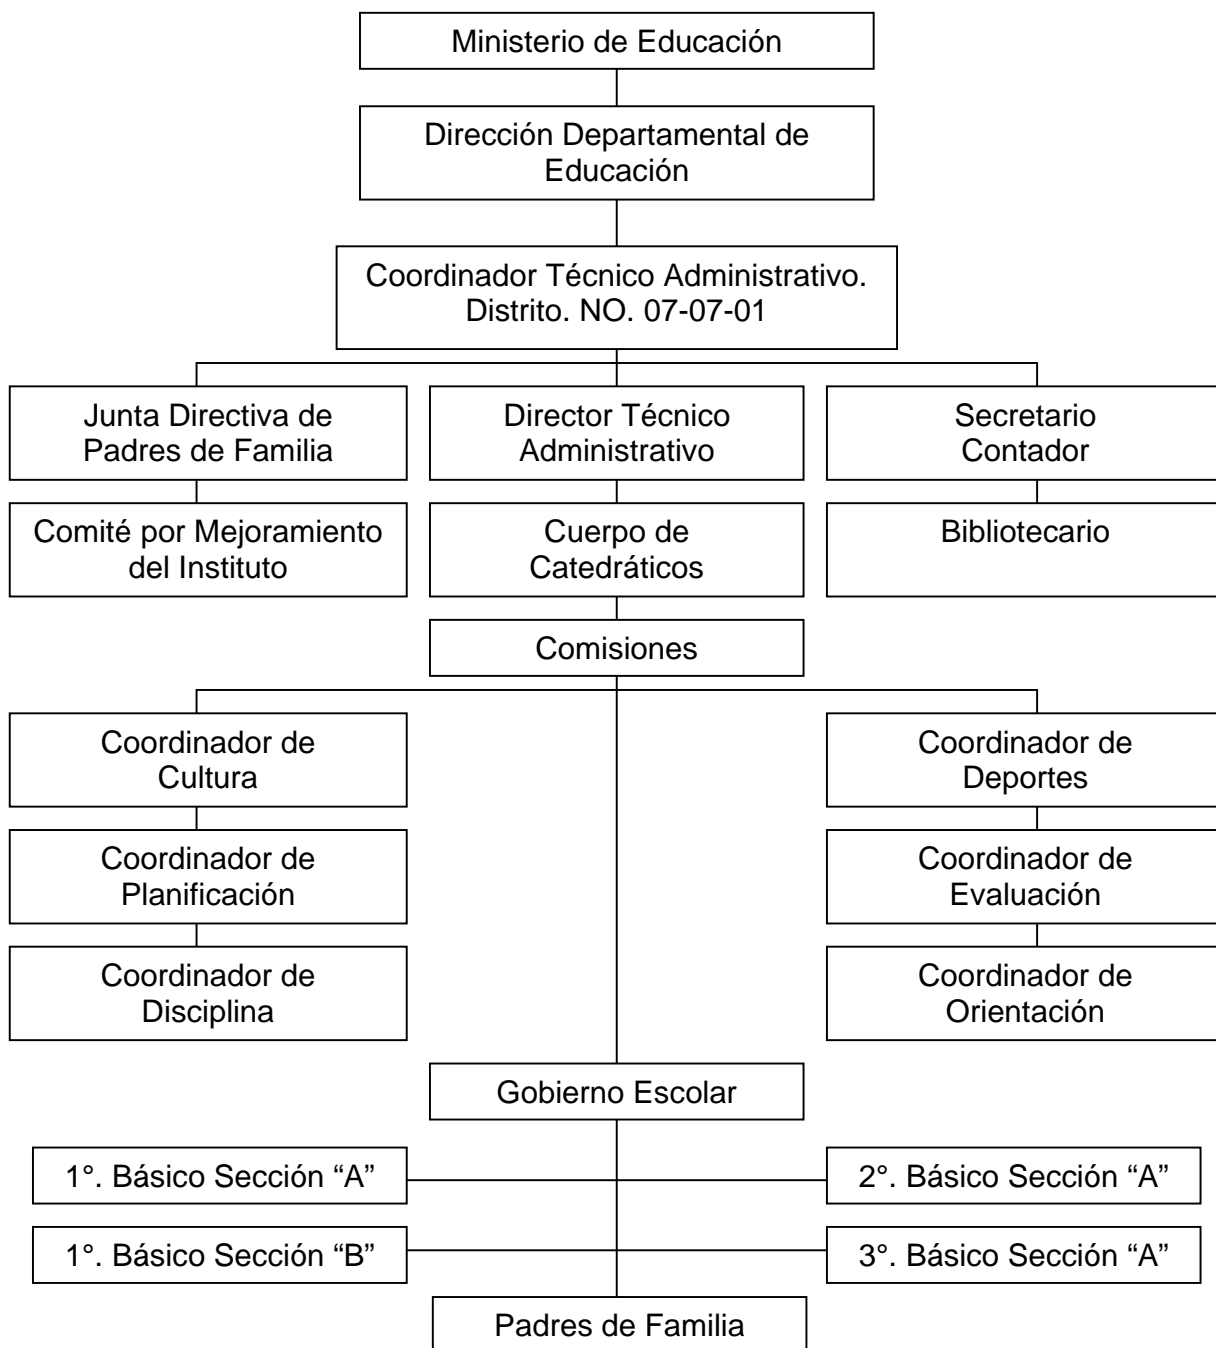 Ministerio de Educación
Dirección Departamental de
Educación
Coordinador Técnico Administrativo.
Distrito. NO. 07-07-01
Junta Directiva de
Padres de Familia
Director Técnico
Administrativo
Secretario
Contador
Comité por Mejoramiento
del Instituto
Cuerpo de
Catedráticos
Bibliotecario
Comisiones
Coordinador de
Cultura
Coordinador de
Deportes
Coordinador de
Planificación
Coordinador de
Evaluación
Coordinador de
Disciplina
Coordinador de
Orientación
Gobierno Escolar
1°. Básico Sección “A”
2°. Básico Sección “A”
1°. Básico Sección “B”
3°. Básico Sección “A”
Padres de Familia